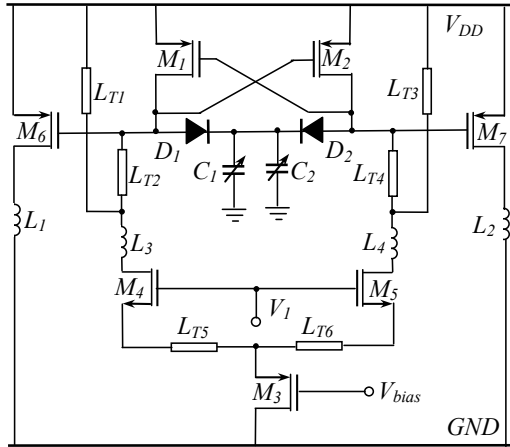 V_DD
M_1
M_2
L_T1
L_T3
M_6
M_7
D_1
D_2
L_T2
C_1
C_2
L_T4
L_1
L_2
L_3
L_4
M_4
M_5
V_1
L_T5
L_T6
M_3
V_bias
GND